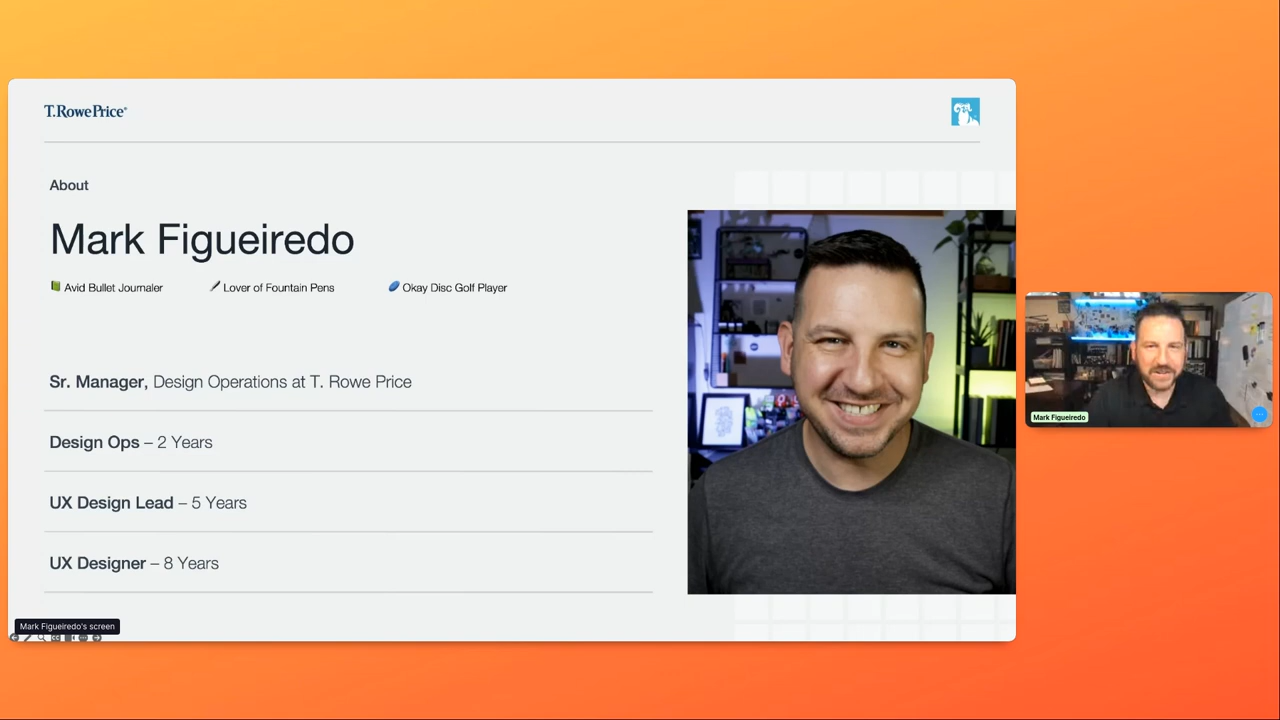 T.RowePrice®
About
Mark Figueiredo
Avid Bullet Journaler
Lover of Fountain Pens
Okay Disc Golf Player
Sr. Manager, Design Operations at T. Rowe Price
Design Ops – 2 Years
UX Design Lead – 5 Years
UX Designer – 8 Years
Mark Figueiredo's screen
Mark Figueiredo